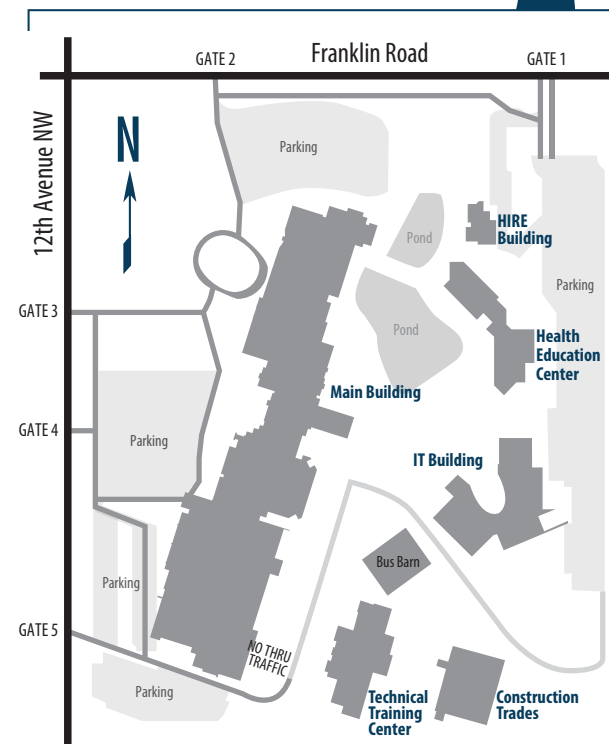 GATE 2
Franklin Road
GATE 1
12th Avenue NW
N
Parking
HIRE
Building
Pond
Parking
GATE 3
Pond
Health
Education
Center
Main Building
GATE 4
Parking
IT Building
Bus Barn
Parking
GATE 5
NO THRU
TRAFFIC
Parking
Technical
Training
Center
Construction
Trades